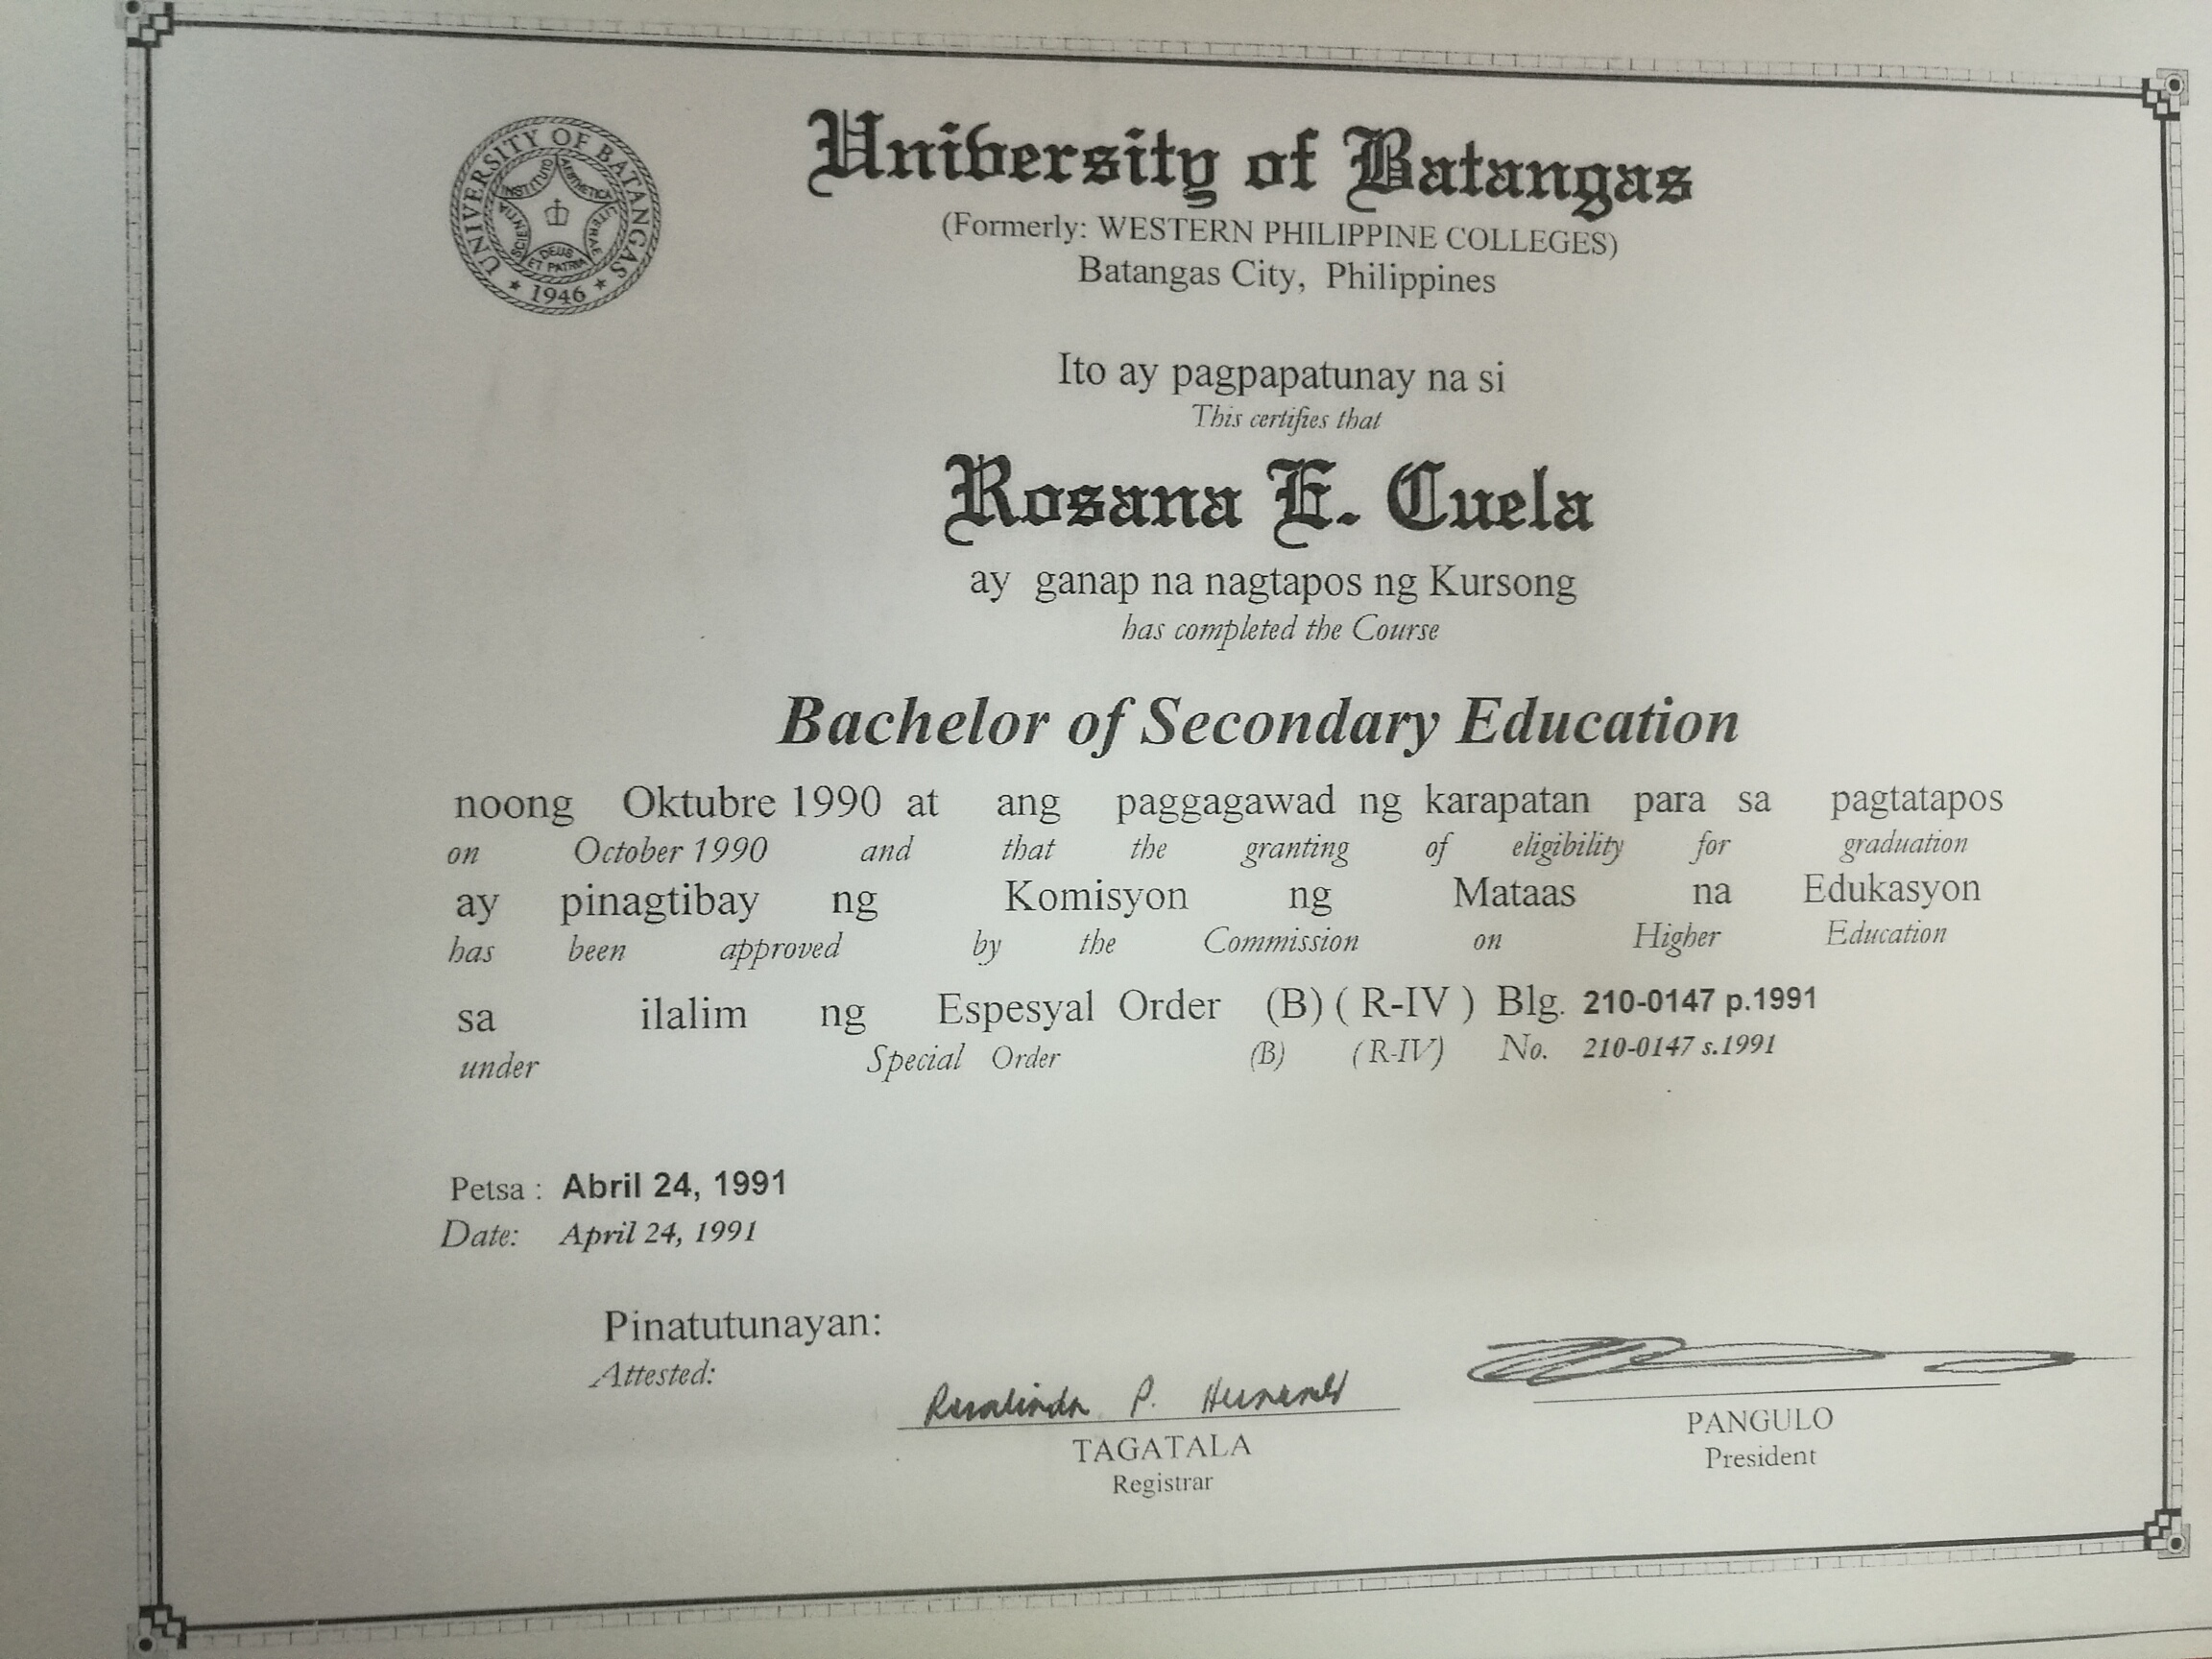 UNIVERSITY OF BATANGAS
INSTITUTIO AESTHETICA LITERAE DEUS ET PATRIA SCIENTIA
★ 1946 ★
University of Batangas
(Formerly: WESTERN PHILIPPINE COLLEGES)
Batangas City, Philippines
Ito ay pagpapatunay na si
This certifies that
Rosana E. Cuela
ay ganap na nagtapos ng Kursong
has completed the Course
Bachelor of Secondary Education
noong Oktubre 1990 at ang paggagawad ng karapatan para sa pagtatapos
on October 1990 and that the granting of eligibility for graduation
ay pinagtibay ng Komisyon ng Mataas na Edukasyon
has been approved by the Commission on Higher Education
sa ilalim ng Espesyal Order (B) ( R-IV ) Blg. 210-0147 p.1991
under Special Order (B) (R-IV) No. 210-0147 s.1991
Petsa : Abril 24, 1991
Date: April 24, 1991
Pinatutunayan:
Attested:
Rosalinda P.
TAGATALA
Registrar
PANGULO
President